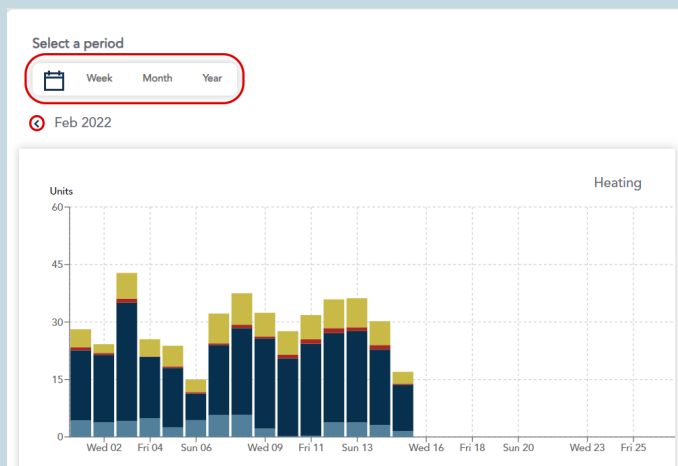 Select a period
Week Month Year
Feb 2022
Heating
Units
60
45
30
15
0
Wed 02 Fri 04 Sun 06 Wed 09 Fri 11 Sun 13 Wed 16 Fri 18 Sun 20 Wed 23 Fri 25